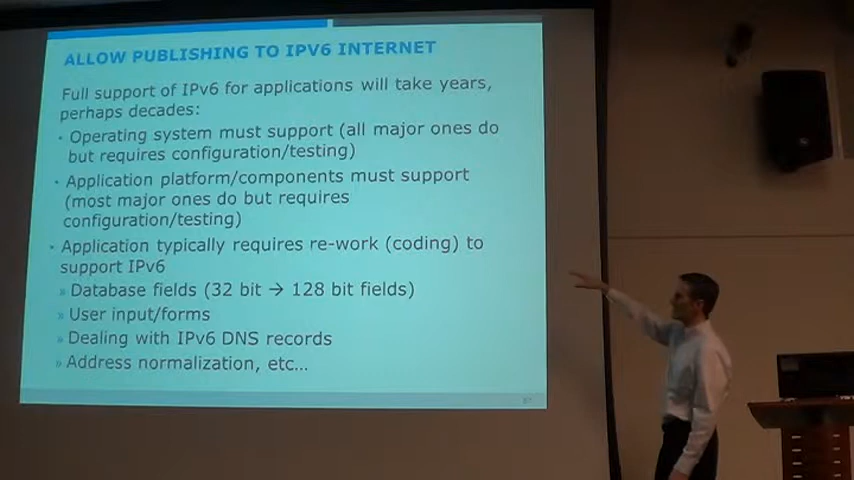 ALLOW PUBLISHING TO IPV6 INTERNET
Full support of IPv6 for applications will take years,
perhaps decades:
• Operating system must support (all major ones do
but requires configuration/testing)
• Application platform/components must support
(most major ones do but requires
configuration/testing)
• Application typically requires re-work (coding) to
support IPv6
» Database fields (32 bit → 128 bit fields)
» User input/forms
» Dealing with IPv6 DNS records
» Address normalization, etc...